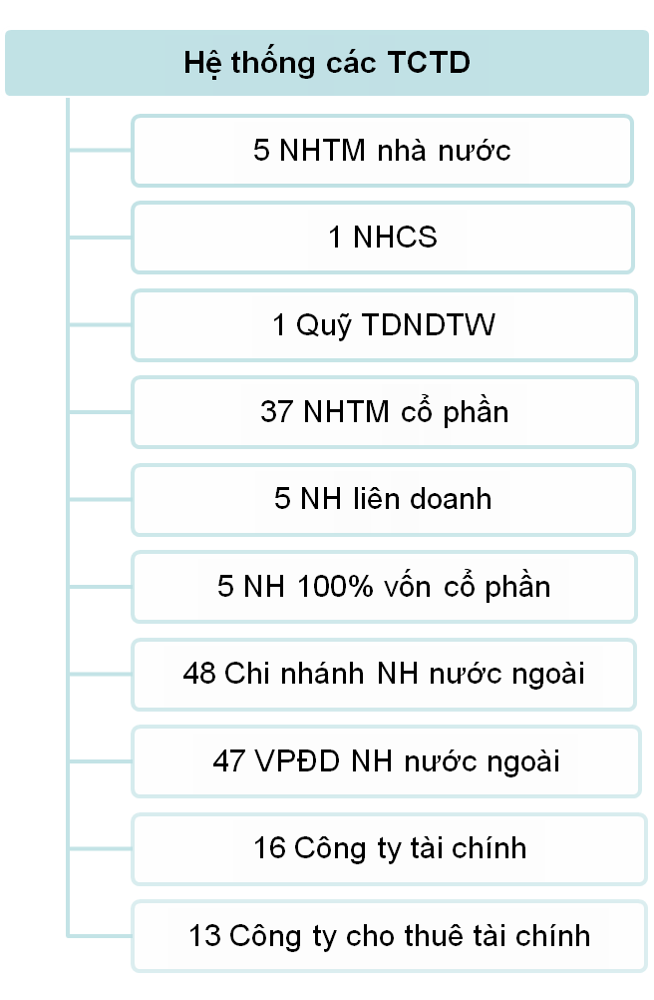 Hệ thống các TCTD
5 NHTM nhà nước
1 NHCS
1 Quỹ TDNDTW
37 NHTM cổ phần
5 NH liên doanh
5 NH 100% vốn cổ phần
48 Chi nhánh NH nước ngoài
47 VPĐD NH nước ngoài
16 Công ty tài chính
13 Công ty cho thuê tài chính